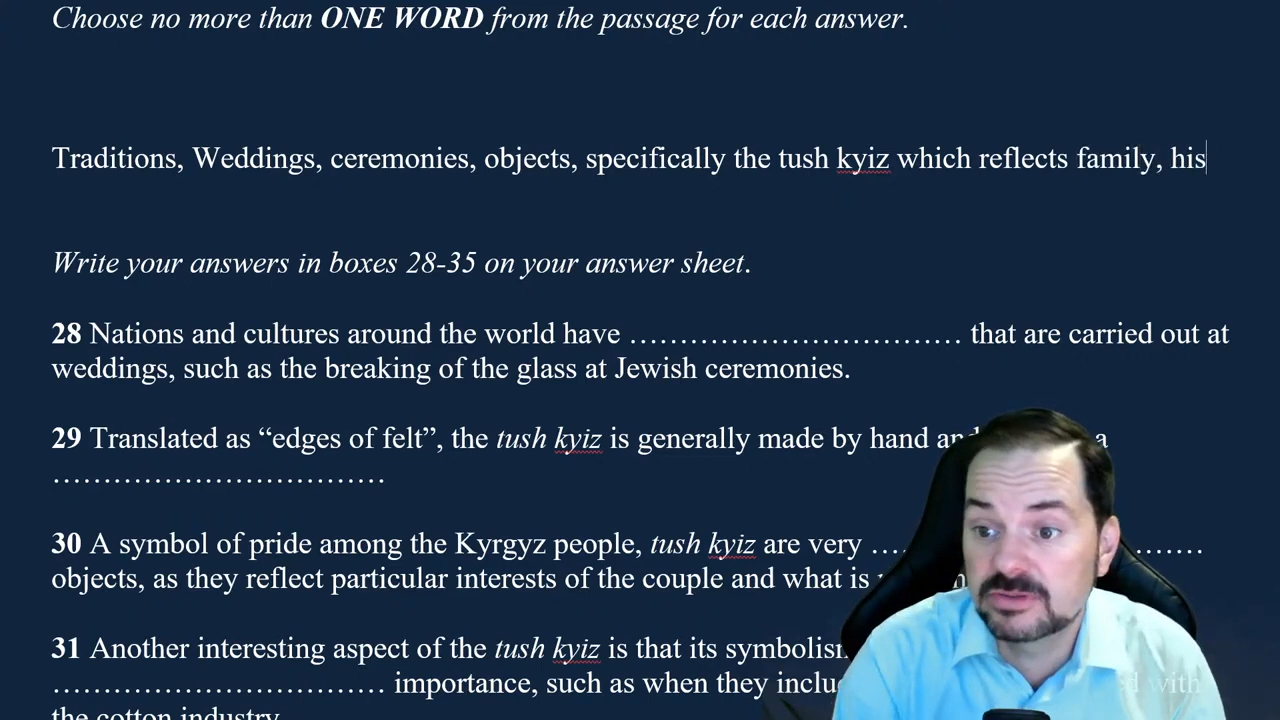 Choose no more than ONE WORD from the passage for each answer.
Traditions, Weddings, ceremonies, objects, specifically the tush kyiz which reflects family, his
Write your answers in boxes 28-35 on your answer sheet.
28 Nations and cultures around the world have ................................. that are carried out at
weddings, such as the breaking of the glass at Jewish ceremonies.
29 Translated as “edges of felt”, the tush kyiz is generally made by hand and a
.................................
30 A symbol of pride among the Kyrgyz people, tush kyiz are very .................................
objects, as they reflect particular interests of the couple and what is
31 Another interesting aspect of the tush kyiz is that its
................................. importance, such as when they with
the cotton industry.